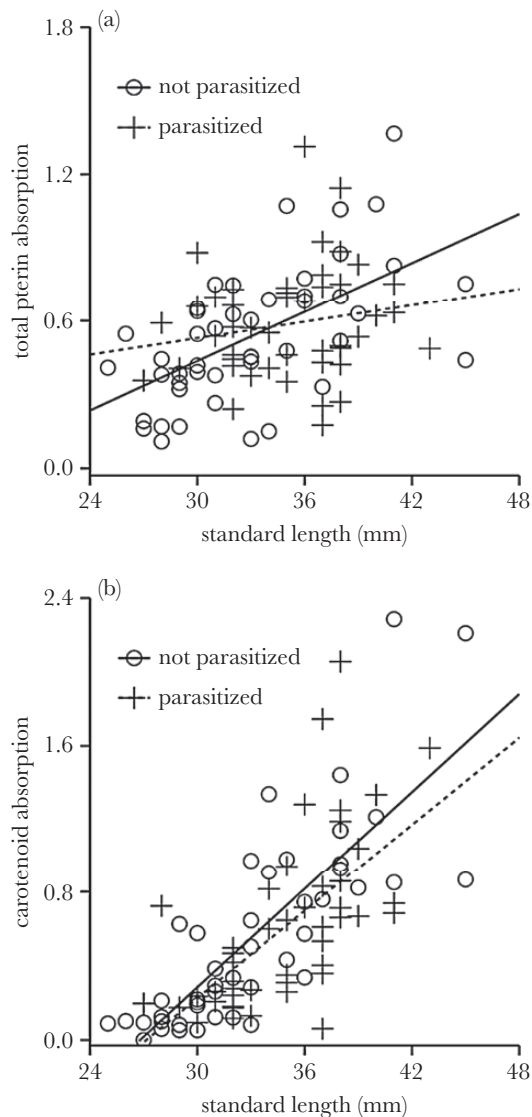 (a)
1.8
not parasitized
parasitized
1.2
total pterin absorption
0.6
0.0
24 30 36 42 48
standard length (mm)
(b)
2.4
not parasitized
parasitized
1.6
carotenoid absorption
0.8
0.0
24 30 36 42 48
standard length (mm)